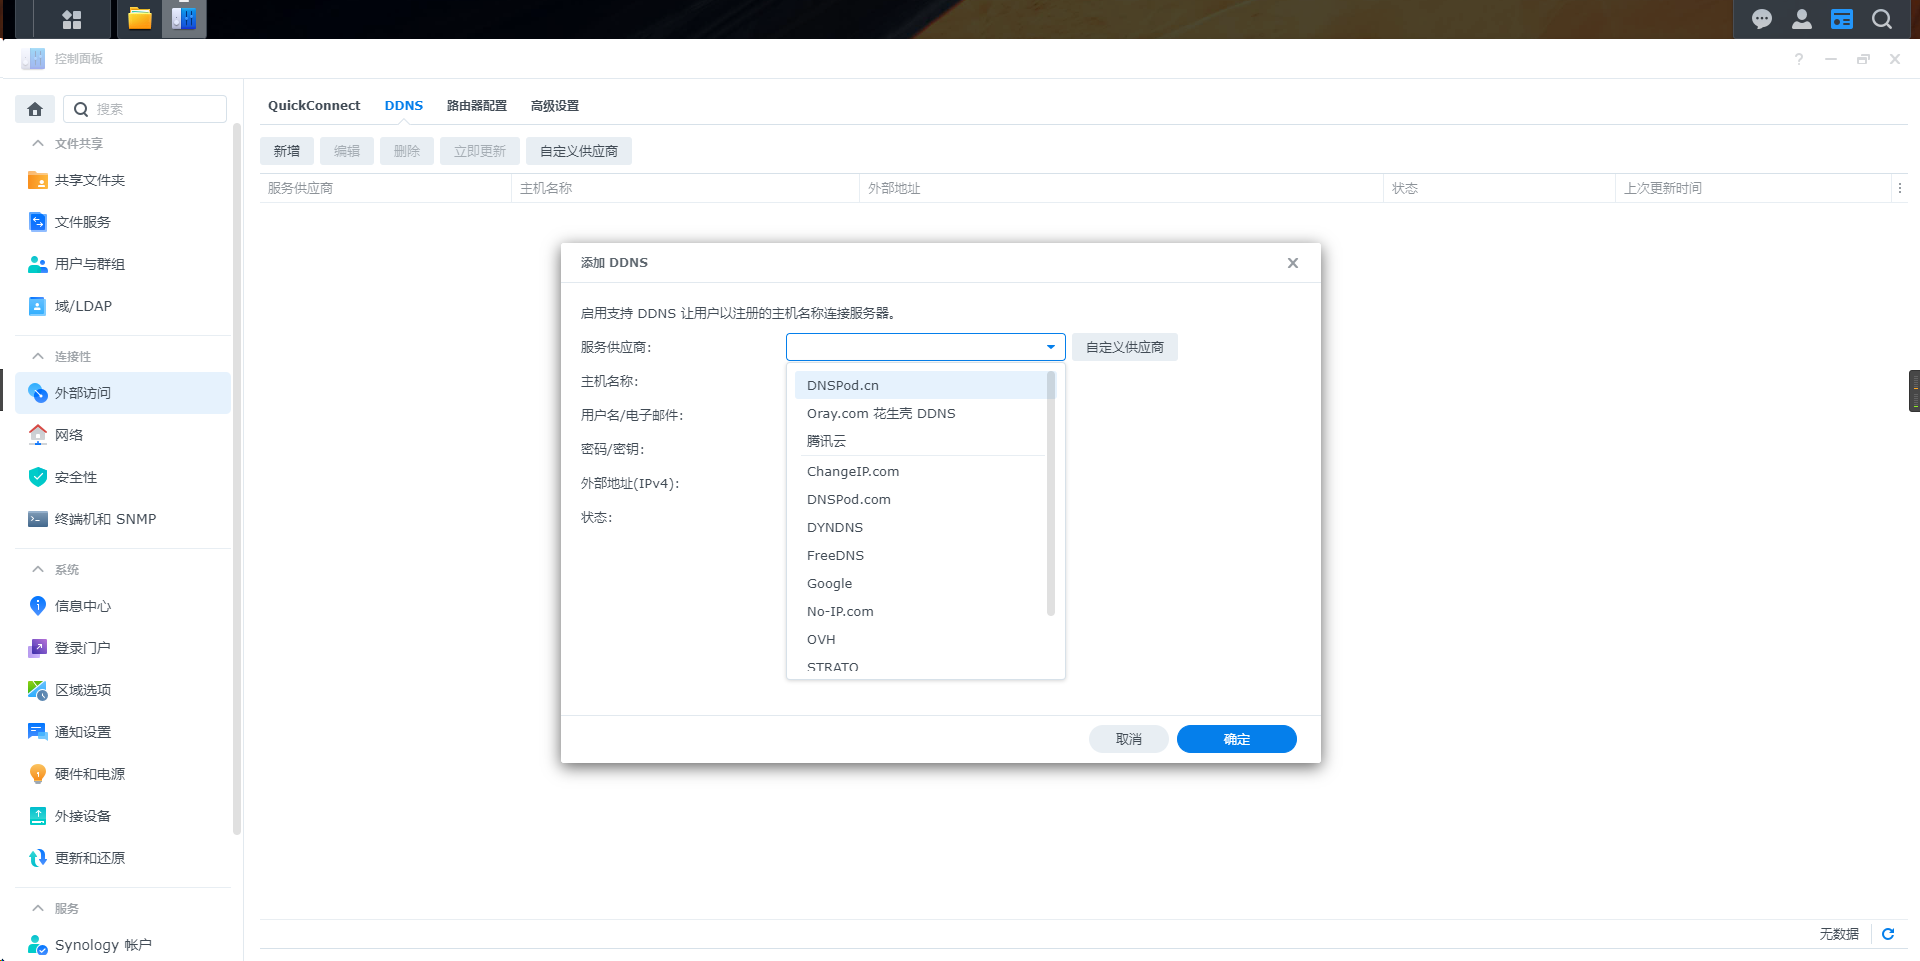 控制面板
搜索
文件共享
共享文件夹
文件服务
用户与群组
域/LDAP
连接性
外部访问
网络
安全性
终端机和 SNMP
系统
信息中心
登录门户
区域选项
通知设置
硬件和电源
外接设备
更新和还原
服务
Synology 帐户
QuickConnect DDNS 路由器配置 高级设置
新增 编辑 删除 立即更新 自定义供应商
服务供应商 主机名称 外部地址 状态 上次更新时间
添加 DDNS
启用支持 DDNS 让用户以注册的主机名称连接服务器。
服务供应商: 自定义供应商
主机名称:
用户名/电子邮件:
密码/密钥:
外部地址(IPv4):
状态:
DNSPod.cn
Oray.com 花生壳 DDNS
腾讯云
ChangeIP.com
DNSPod.com
DYNDNS
FreeDNS
Google
No-IP.com
OVH
STRATO
取消 确定
无数据